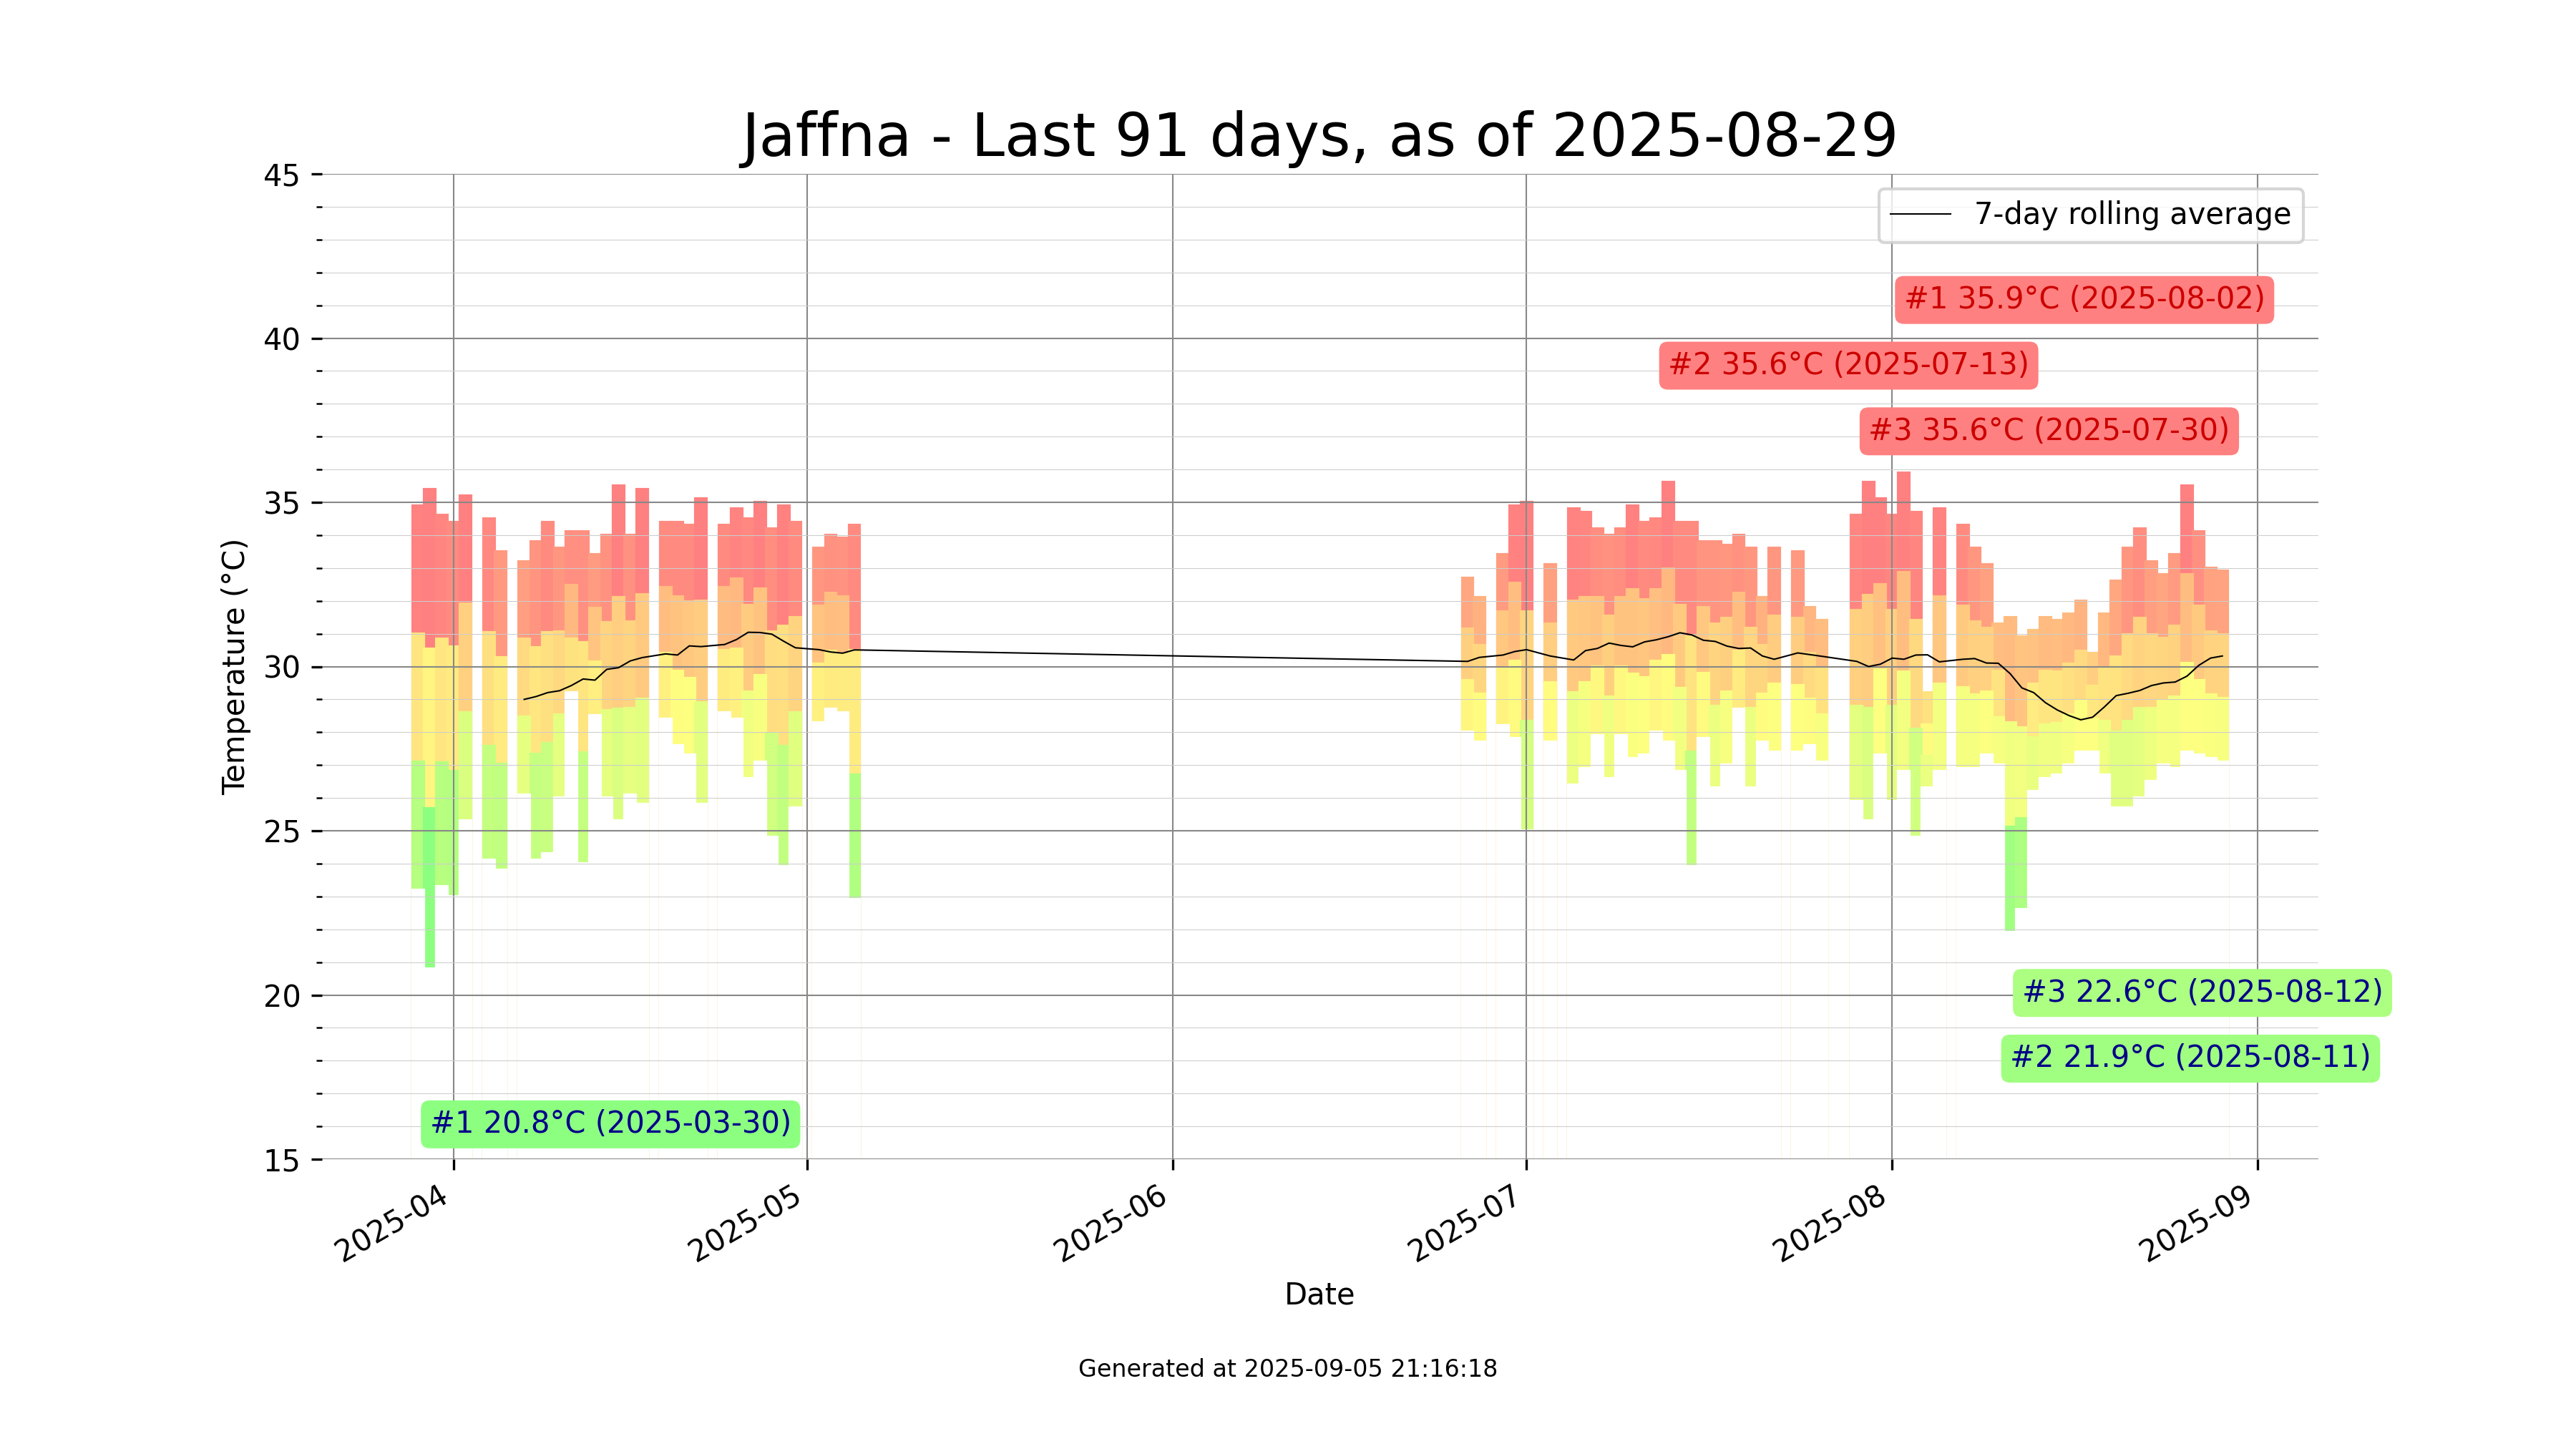 Jaffna - Last 91 days, as of 2025-08-29
45
40
35
30
25
20
15
Temperature (°C)
7-day rolling average
#1 35.9°C (2025-08-02)
#2 35.6°C (2025-07-13)
#3 35.6°C (2025-07-30)
#3 22.6°C (2025-08-12)
#2 21.9°C (2025-08-11)
#1 20.8°C (2025-03-30)
2025-04
2025-05
2025-06
2025-07
2025-08
2025-09
Date
Generated at 2025-09-05 21:16:18